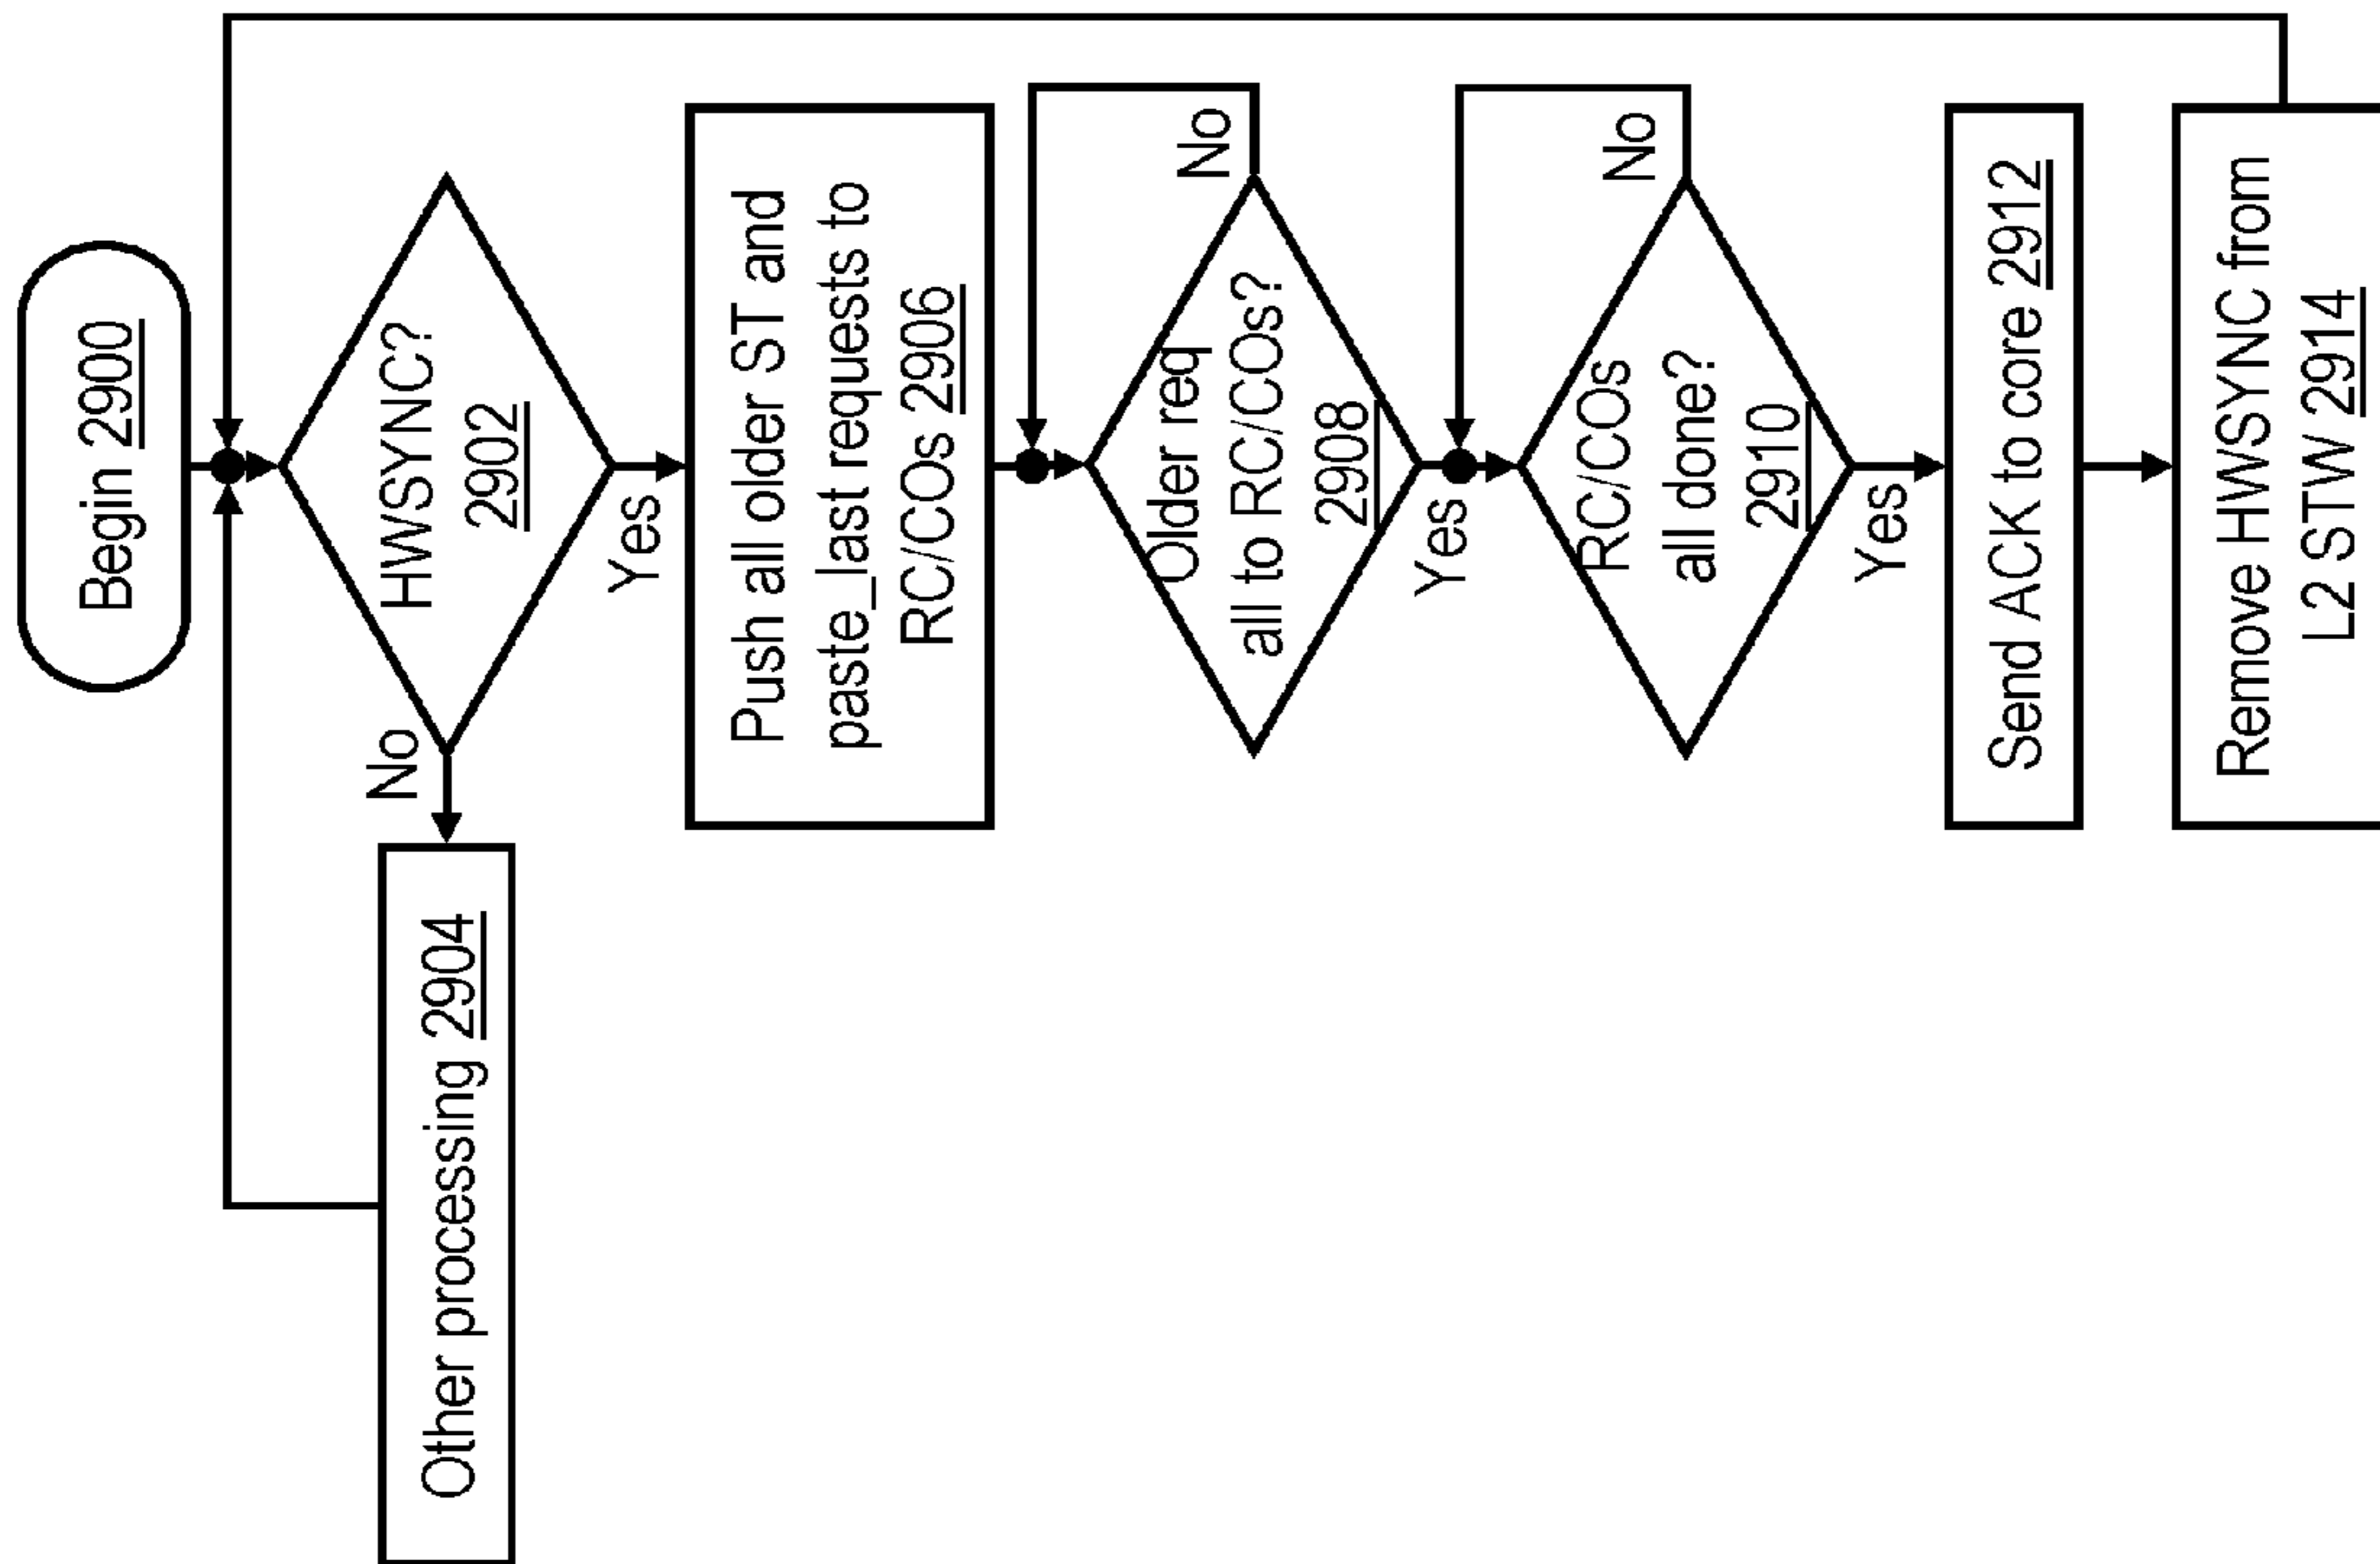 Begin 2900
HWSYNC?
2902
No
Yes
Other processing 2904
Push all older ST and
paste_last requests to
RC/COs 2906
No
Older req
all to RC/COs?
2908
Yes
No
RC/COs
all done?
2910
Yes
Send ACK to core 2912
Remove HWSYNC from
L2 STW 2914